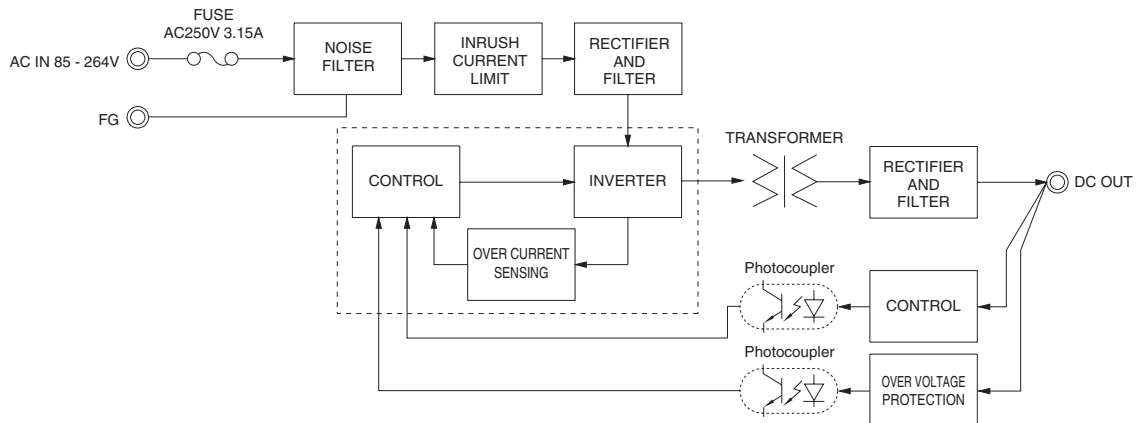 FUSE
AC250V 3.15A
AC IN 85 - 264V
NOISE
FILTER
INRUSH
CURRENT
LIMIT
RECTIFIER
AND
FILTER
FG
CONTROL
INVERTER
TRANSFORMER
RECTIFIER
AND
FILTER
DC OUT
OVER CURRENT
SENSING
Photocoupler
CONTROL
Photocoupler
OVER VOLTAGE
PROTECTION